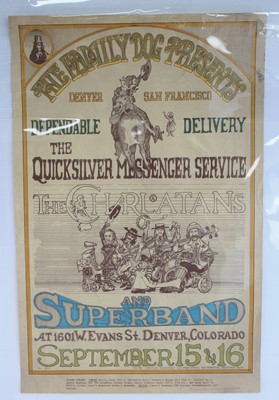 THE FAMILY DOG PRESENTS
DENVER SAN FRANCISCO
DEPENDABLE DELIVERY
THE
QUICKSILVER MESSENGER SERVICE
THE CHARLATANS
AND
SUPERBAND
AT 1601 W. EVANS ST. DENVER, COLORADO
SEPTEMBER 15 & 16